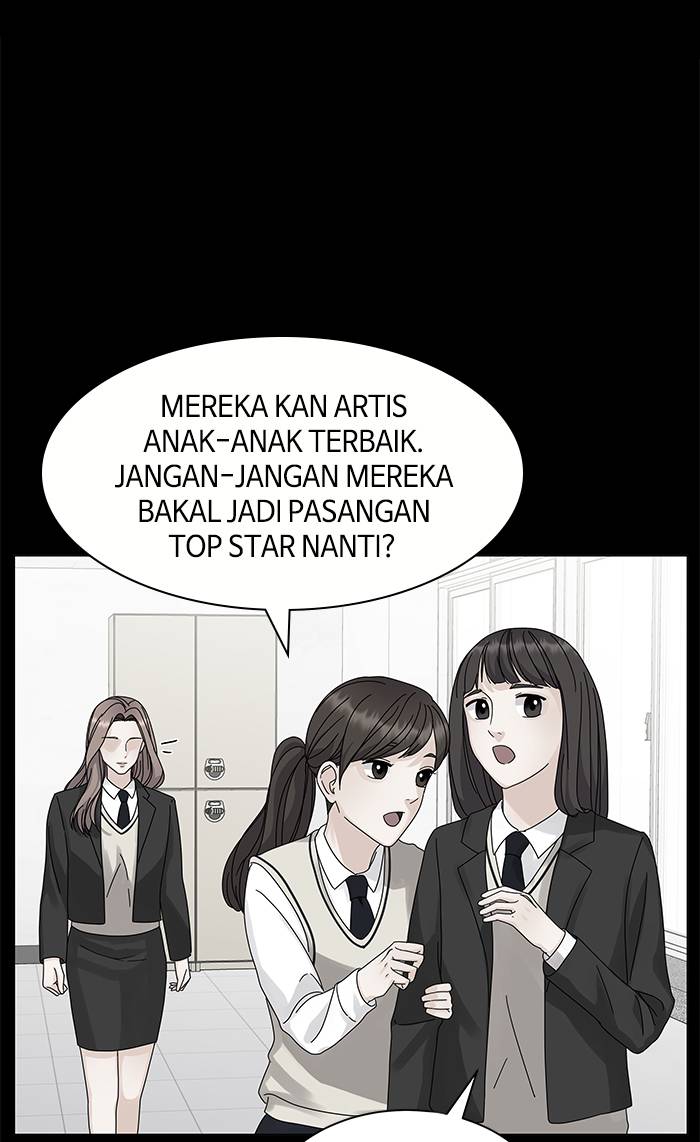 MEREKA KAN ARTIS
ANAK-ANAK TERBAIK.
JANGAN-JANGAN MEREKA
BAKAL JADI PASANGAN
TOP STAR NANTI?